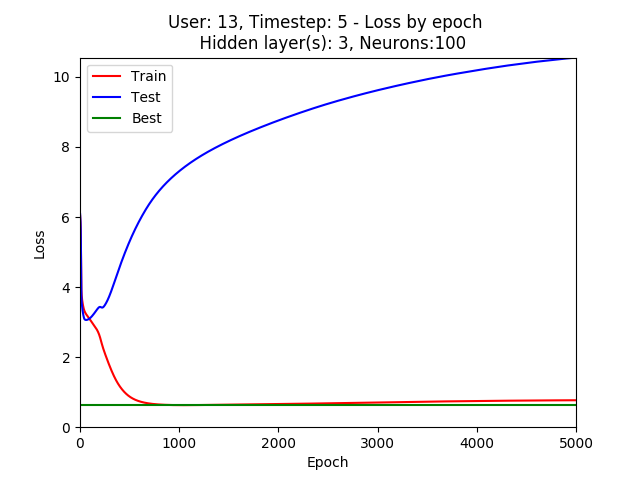 User: 13, Timestep: 5 - Loss by epoch
Hidden layer(s): 3, Neurons:100
Train
Test
Best
10
8
6
4
2
0
Loss
0 1000 2000 3000 4000 5000
Epoch